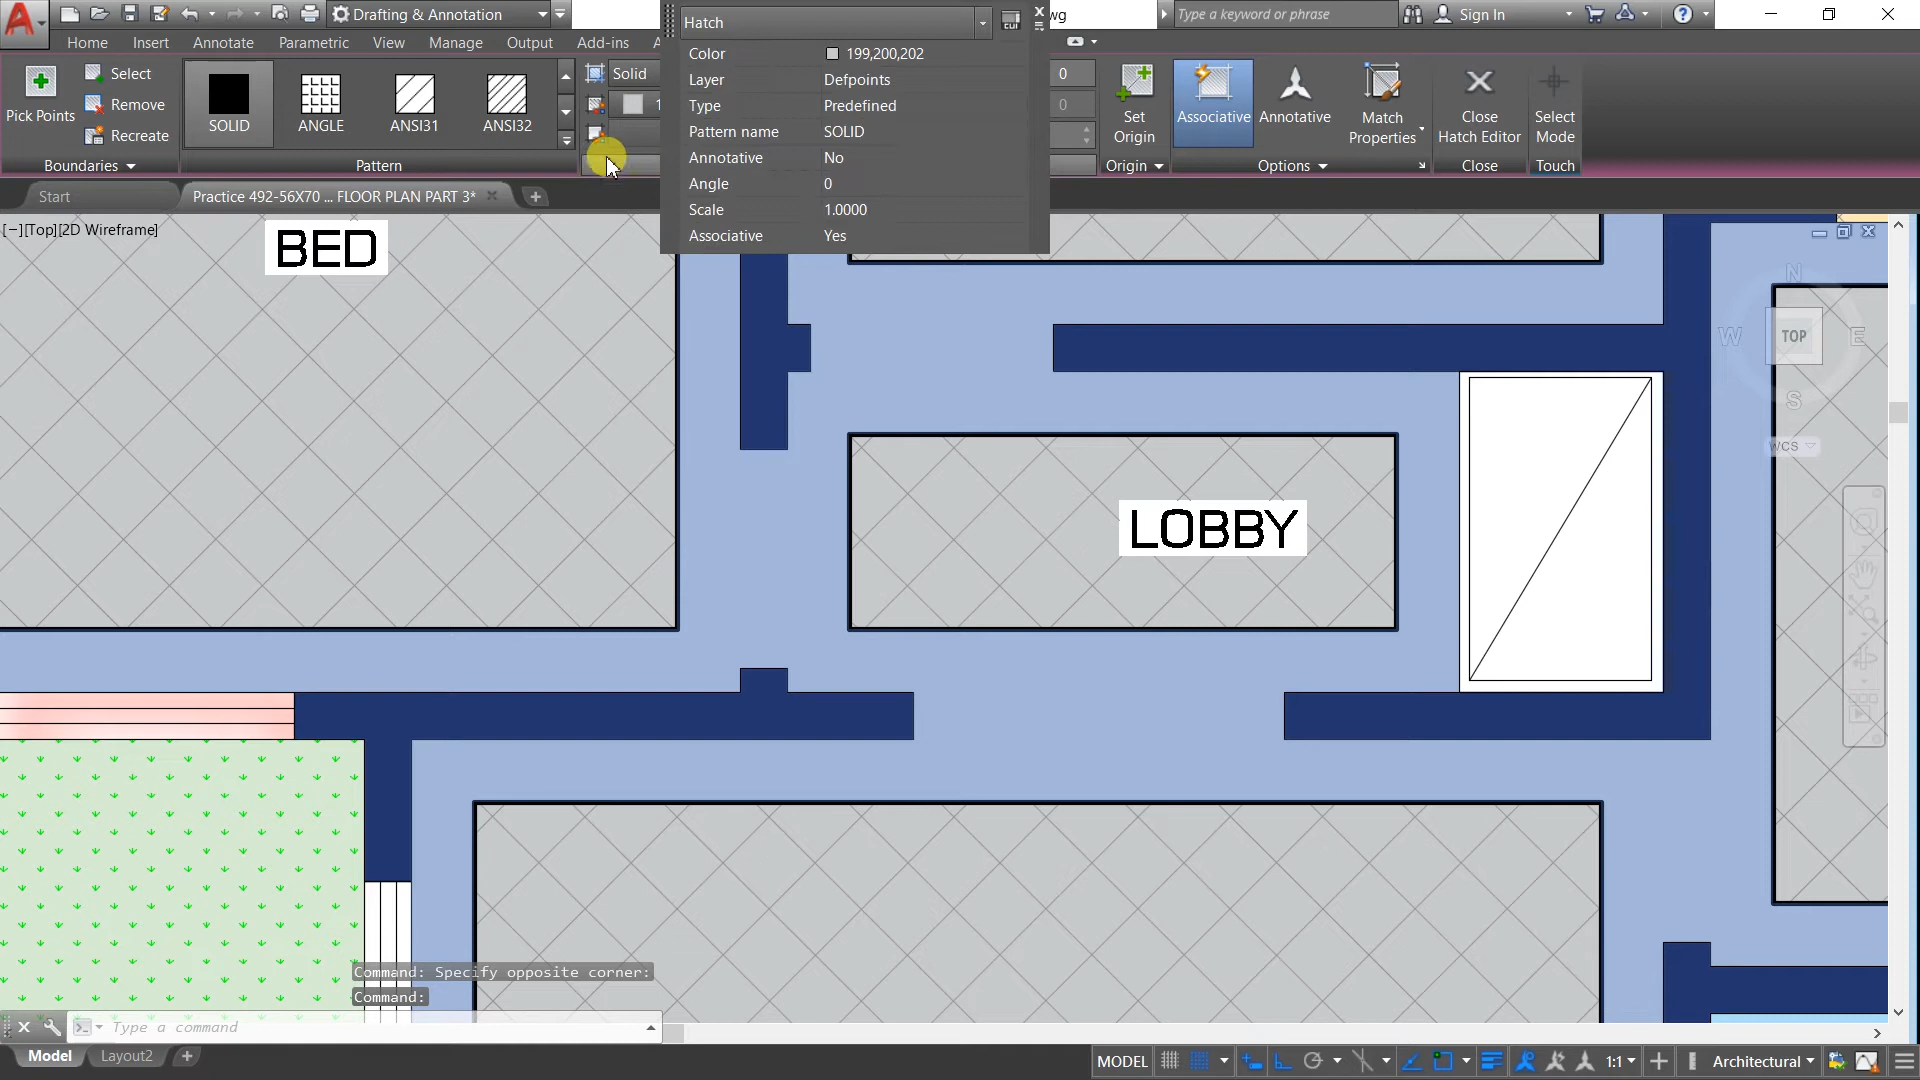 Drafting & Annotation
wg
Type a keyword or phrase
Sign In
Home Insert Annotate Parametric View Manage Output Add-ins
Pick Points
Select
Remove
Recreate
Boundaries
SOLID
ANGLE
ANSI31
ANSI32
Pattern
Solid
0
0
Set Origin
Origin
Associative
Annotative
Match Properties
Options
Close Hatch Editor
Close
Select Mode
Touch
Hatch
Color 199,200,202
Layer Defpoints
Type Predefined
Pattern name SOLID
Annotative No
Angle 0
Scale 1.0000
Associative Yes
Start
Practice 492-56X70 ... FLOOR PLAN PART 3*
[−][Top][2D Wireframe]
BED
LOBBY
N
W TOP E
S
WCS
Command: Specify opposite corner:
Command:
Type a command
Model
Layout2
MODEL
1:1
Architectural